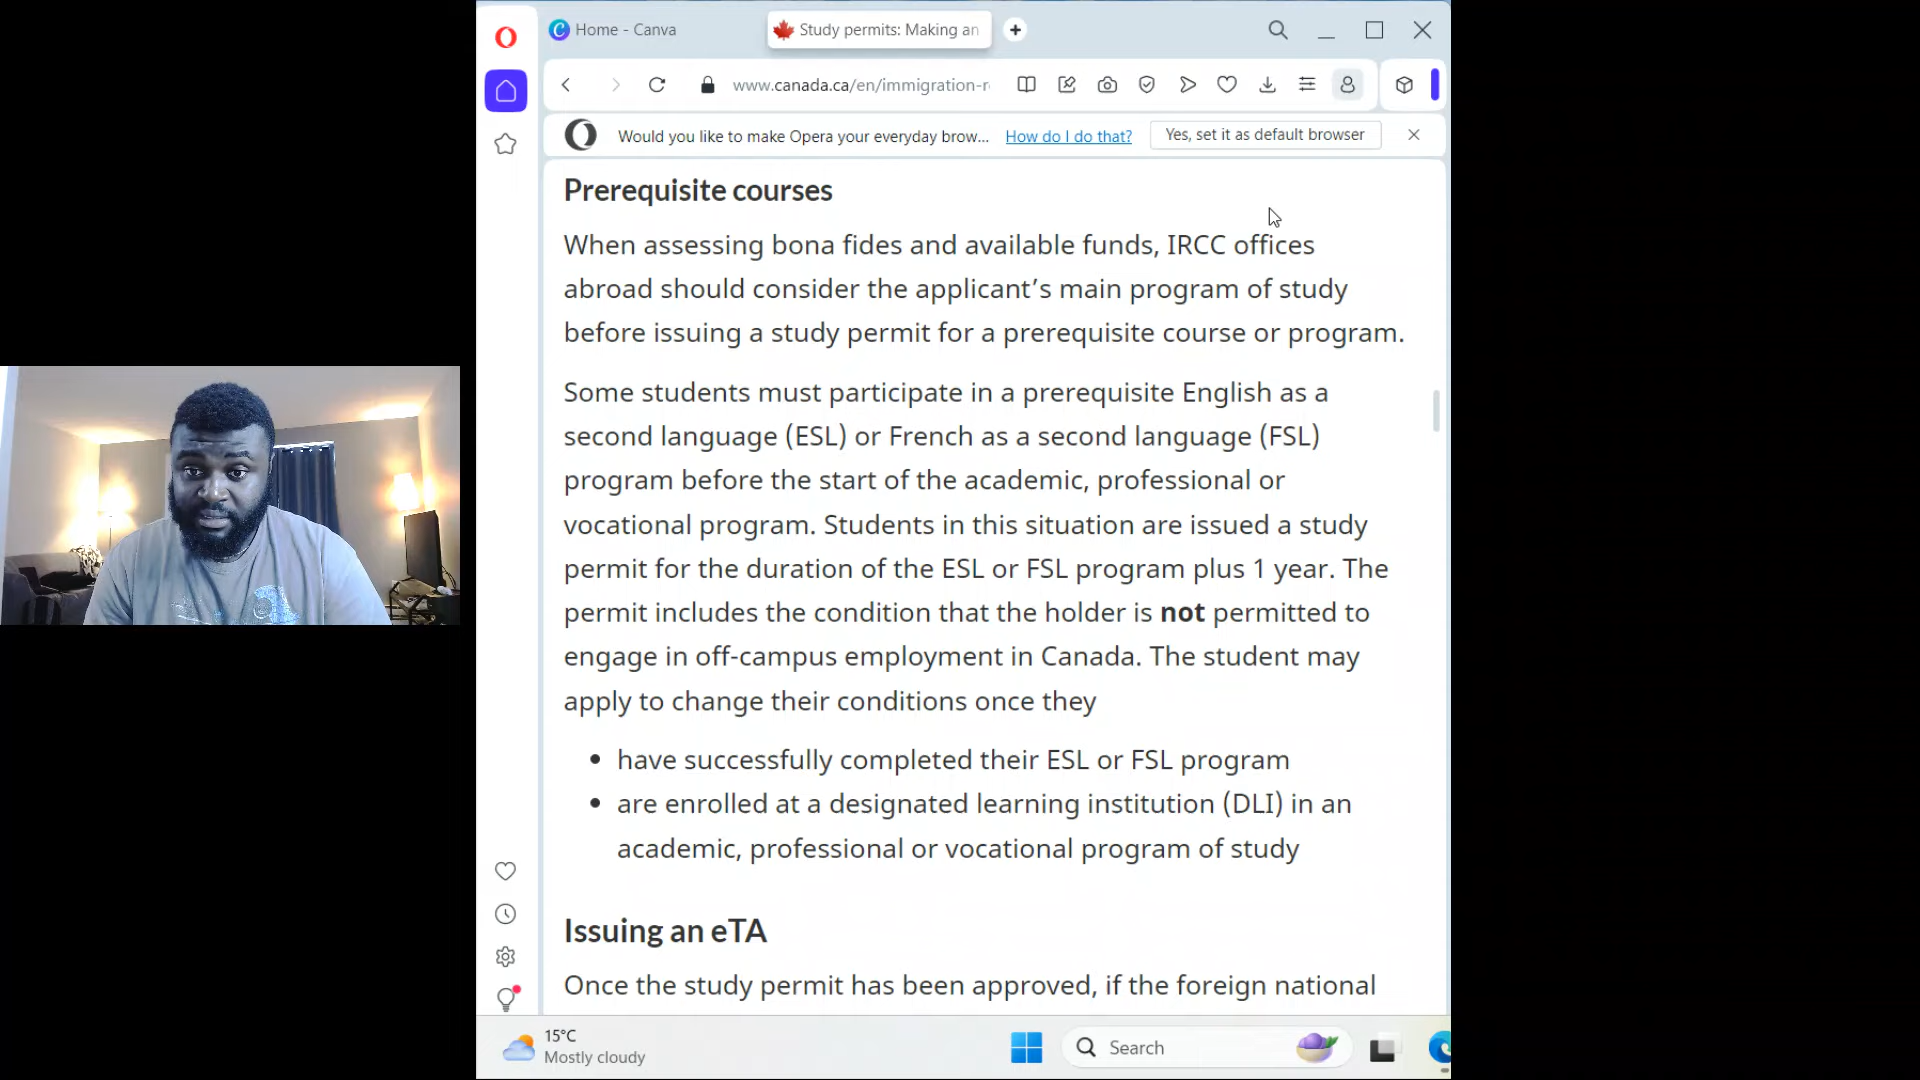 Home - Canva
Study permits: Making an
www.canada.ca/en/immigration-r
Would you like to make Opera your everyday brow... How do I do that? Yes, set it as default browser
Prerequisite courses
When assessing bona fides and available funds, IRCC offices
abroad should consider the applicant’s main program of study
before issuing a study permit for a prerequisite course or program.
Some students must participate in a prerequisite English as a
second language (ESL) or French as a second language (FSL)
program before the start of the academic, professional or
vocational program. Students in this situation are issued a study
permit for the duration of the ESL or FSL program plus 1 year. The
permit includes the condition that the holder is not permitted to
engage in off-campus employment in Canada. The student may
apply to change their conditions once they
• have successfully completed their ESL or FSL program
• are enrolled at a designated learning institution (DLI) in an
academic, professional or vocational program of study
Issuing an eTA
Once the study permit has been approved, if the foreign national
15°C
Mostly cloudy
Search